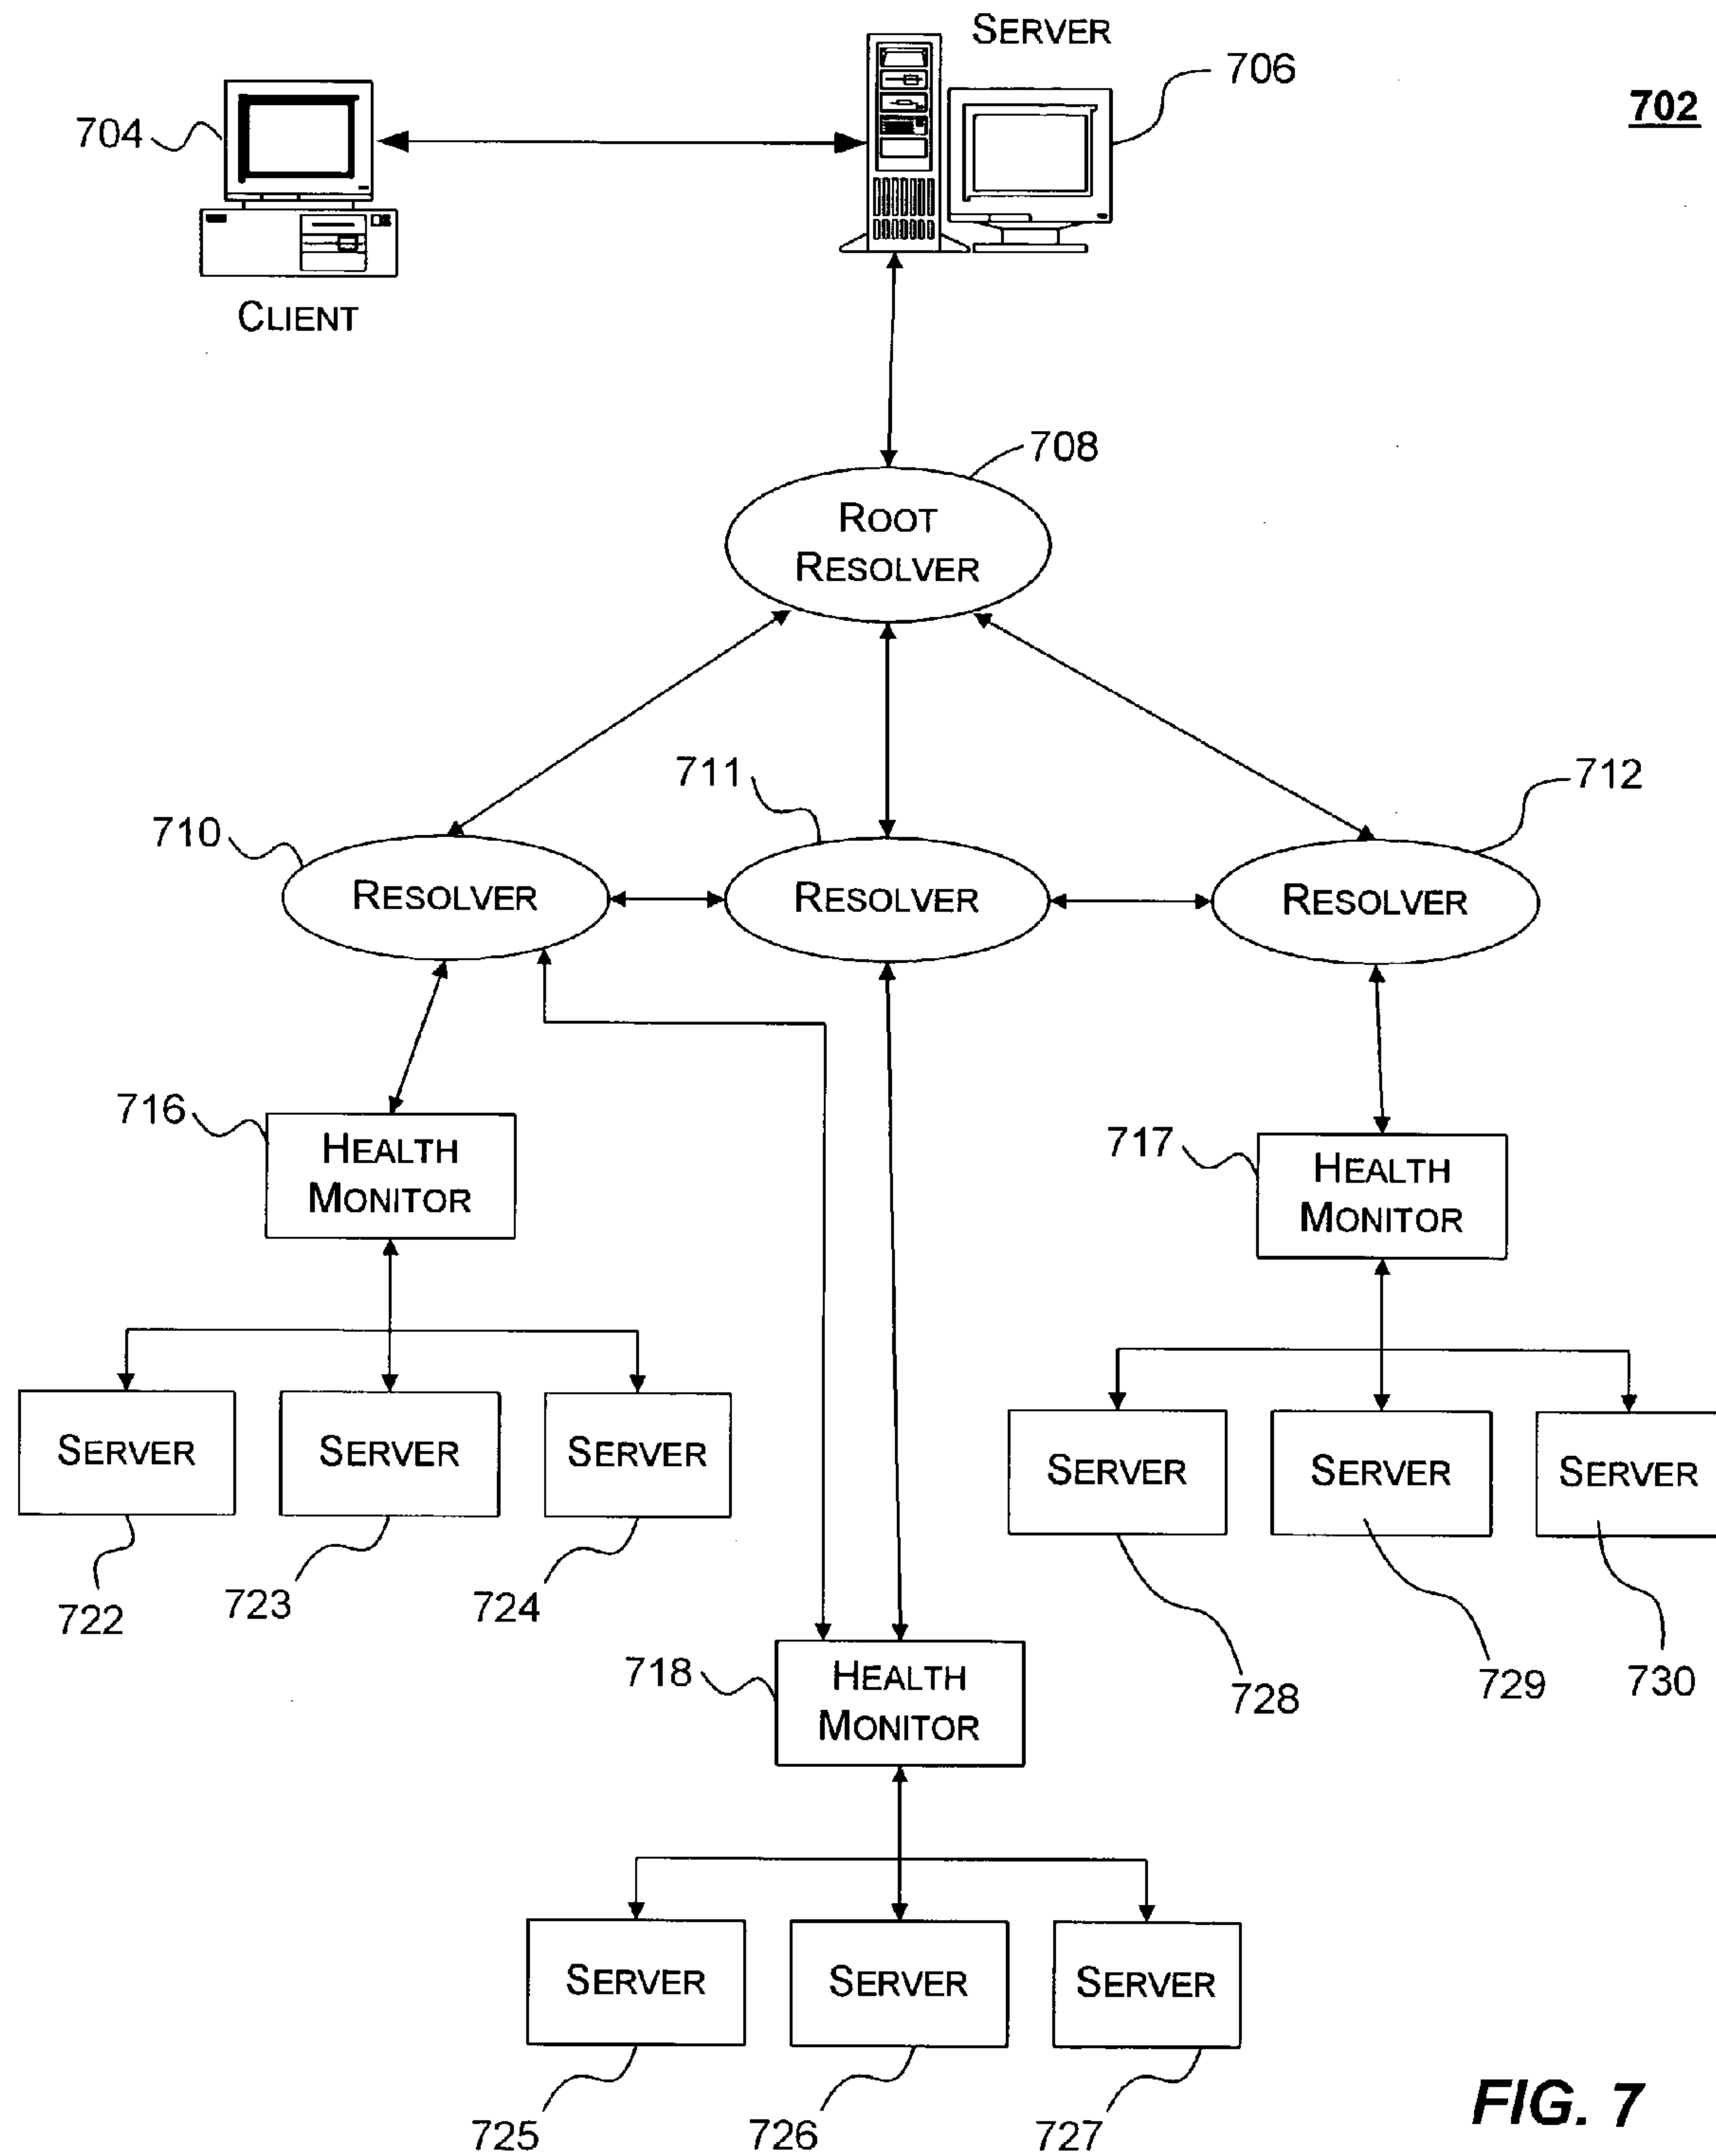 SERVER
706
702
704
CLIENT
708
ROOT
RESOLVER
711
712
710
RESOLVER
RESOLVER
RESOLVER
716
HEALTH
MONITOR
717
HEALTH
MONITOR
SERVER
SERVER
SERVER
SERVER
SERVER
SERVER
722
723
724
718
HEALTH
MONITOR
728
729
730
SERVER
SERVER
SERVER
725
726
727
FIG. 7